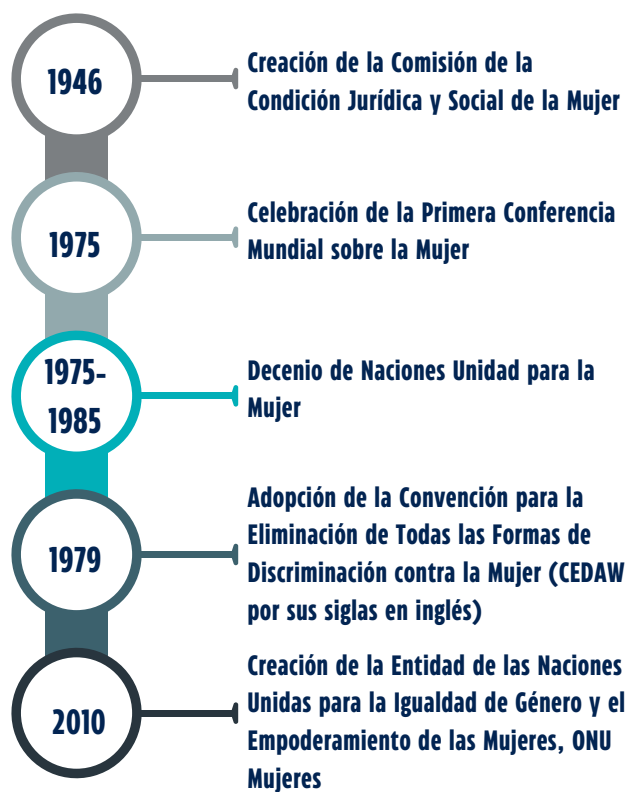 1946
Creación de la Comisión de la
Condición Jurídica y Social de la Mujer
1975
Celebración de la Primera Conferencia
Mundial sobre la Mujer
1975-
1985
Decenio de Naciones Unidad para la
Mujer
1979
Adopción de la Convención para la
Eliminación de Todas las Formas de
Discriminación contra la Mujer (CEDAW
por sus siglas en inglés)
2010
Creación de la Entidad de las Naciones
Unidas para la Igualdad de Género y el
Empoderamiento de las Mujeres, ONU
Mujeres